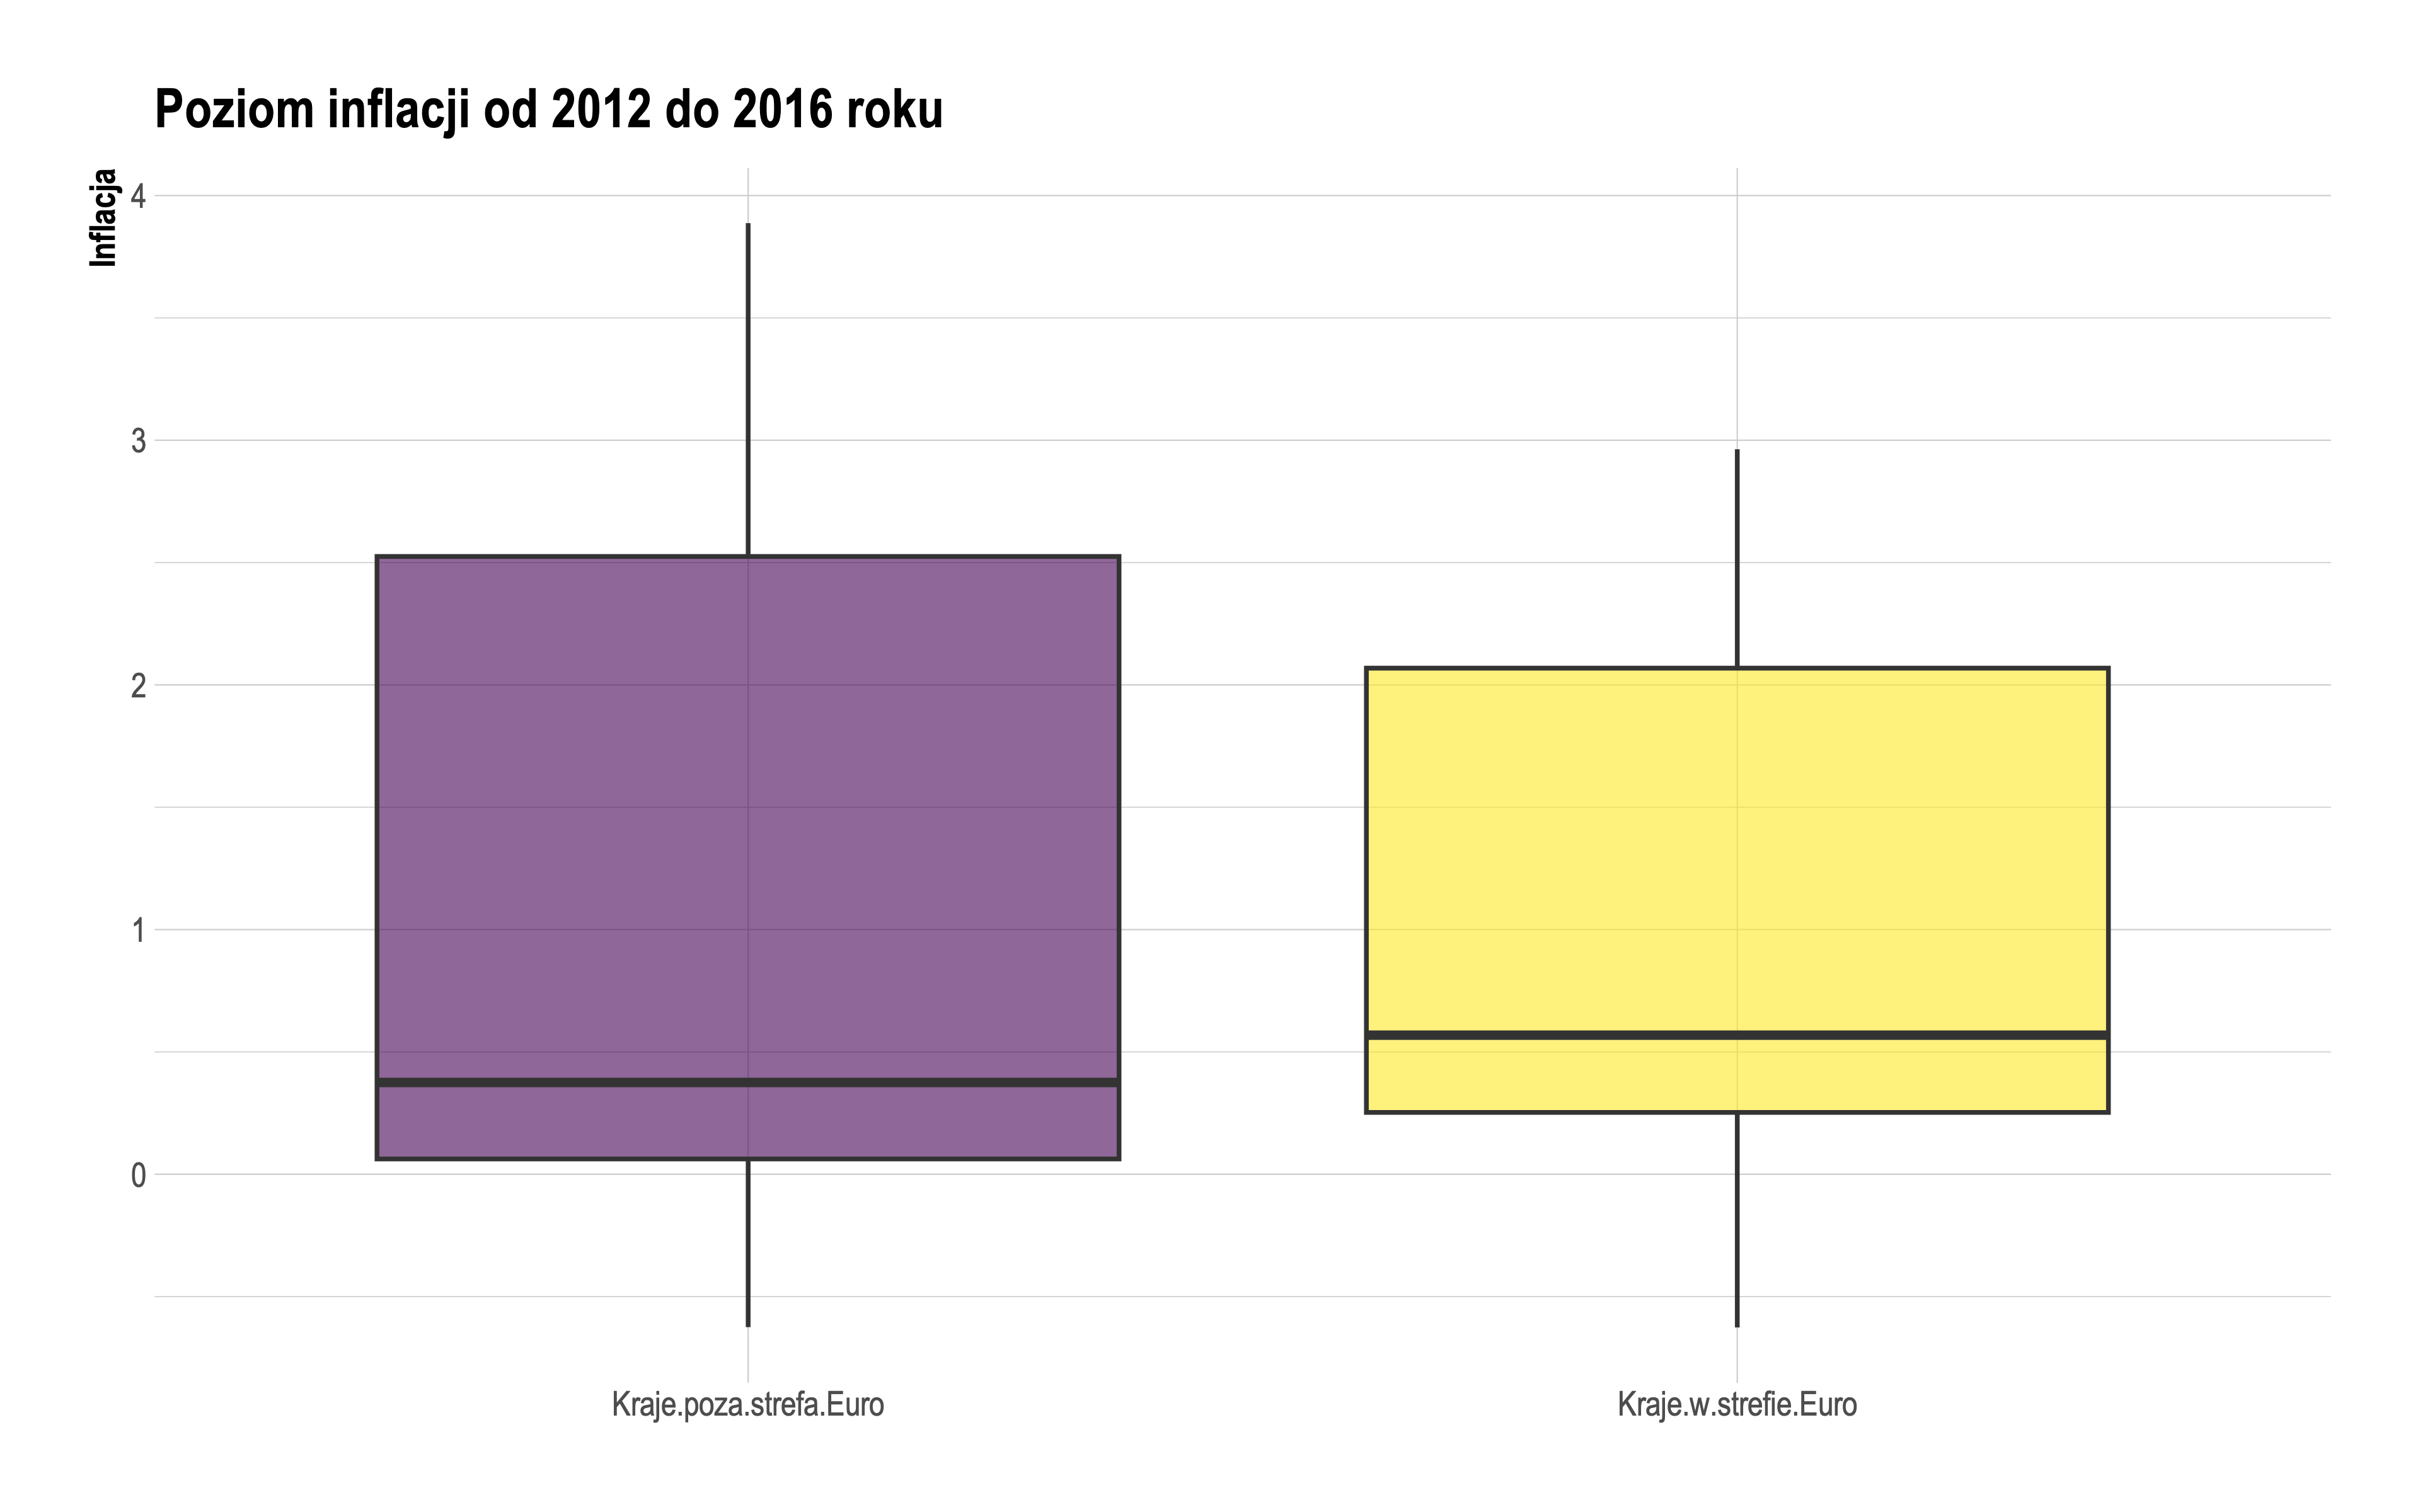 Poziom inflacji od 2012 do 2016 roku
Inflacja
4
3
2
1
0
Kraje.poza.strefa.Euro
Kraje.w.strefie.Euro